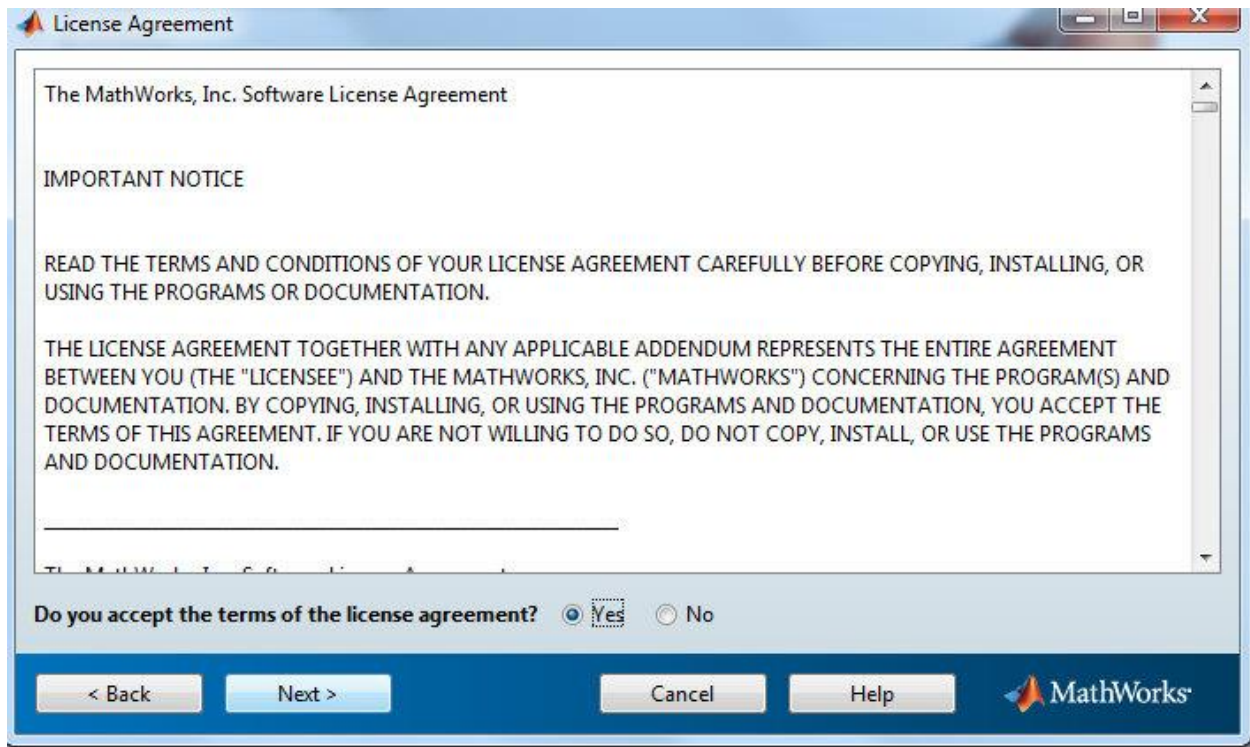 License Agreement
The MathWorks, Inc. Software License Agreement
IMPORTANT NOTICE
READ THE TERMS AND CONDITIONS OF YOUR LICENSE AGREEMENT CAREFULLY BEFORE COPYING, INSTALLING, OR
USING THE PROGRAMS OR DOCUMENTATION.
THE LICENSE AGREEMENT TOGETHER WITH ANY APPLICABLE ADDENDUM REPRESENTS THE ENTIRE AGREEMENT
BETWEEN YOU (THE "LICENSEE") AND THE MATHWORKS, INC. ("MATHWORKS") CONCERNING THE PROGRAM(S) AND
DOCUMENTATION. BY COPYING, INSTALLING, OR USING THE PROGRAMS AND DOCUMENTATION, YOU ACCEPT THE
TERMS OF THIS AGREEMENT. IF YOU ARE NOT WILLING TO DO SO, DO NOT COPY, INSTALL, OR USE THE PROGRAMS
AND DOCUMENTATION.
Do you accept the terms of the license agreement? Yes No
< Back Next > Cancel Help MathWorks